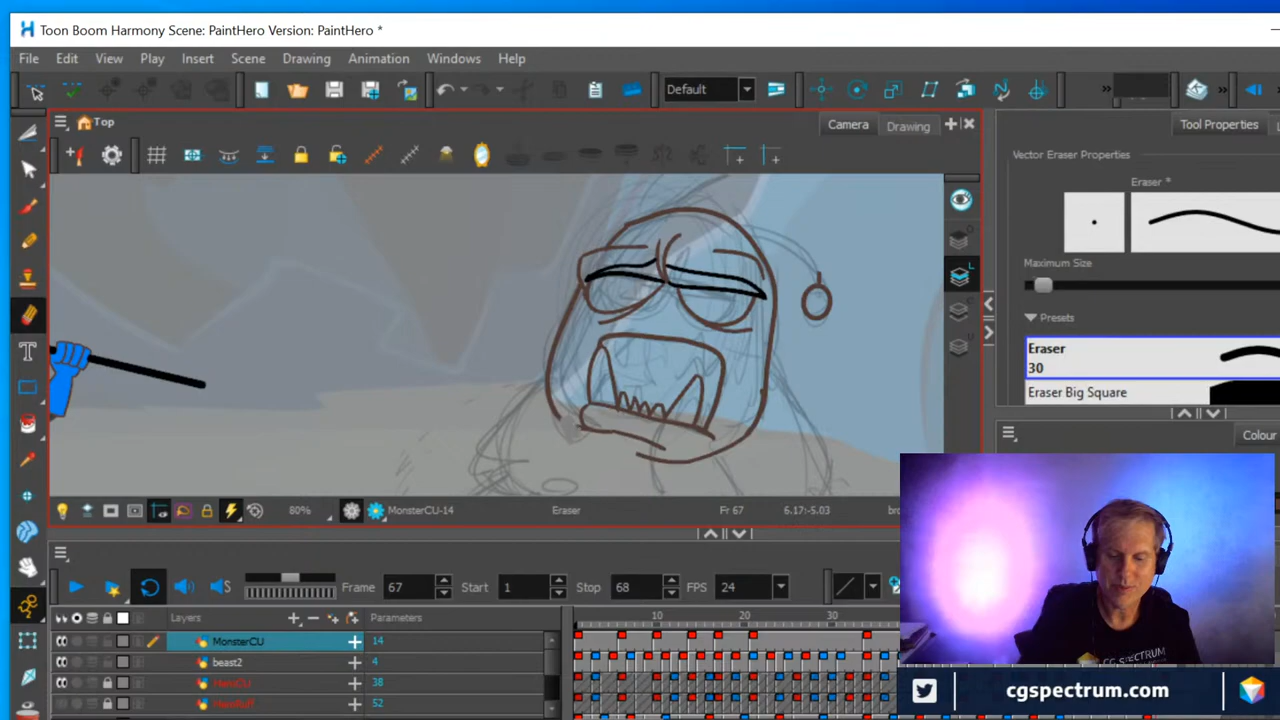 Toon Boom Harmony Scene: PaintHero Version: PaintHero *
File Edit View Play Insert Scene Drawing Animation Windows Help
Default
Top
Camera
Drawing
Tool Properties
Vector Eraser Properties
Eraser *
Maximum Size
Presets
Eraser
30
Eraser Big Square
80%
MonsterCU-14
Eraser
Fr 67
6.17:-5.03
Colour
Frame 67
Start 1
Stop 68
FPS 24
Layers
Parameters
10
20
30
MonsterCU
14
beast2
4
38
52
CG SPECTRUM
cgspectrum.com